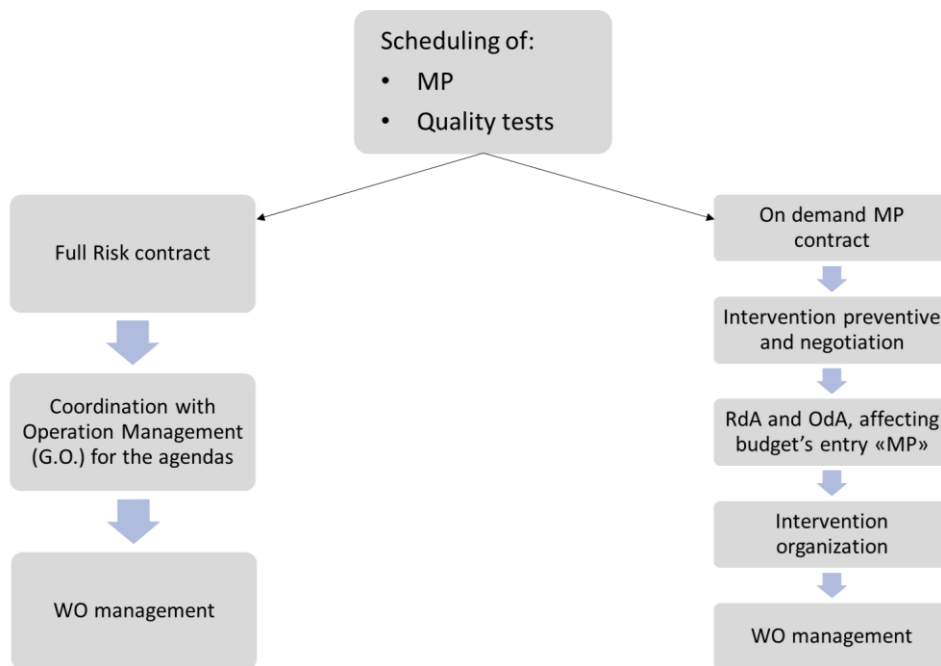 Scheduling of:
• MP
• Quality tests
Full Risk contract
Coordination with
Operation Management
(G.O.) for the agendas
WO management
On demand MP
contract
Intervention preventive
and negotiation
RdA and OdA, affecting
budget's entry «MP»
Intervention
organization
WO management